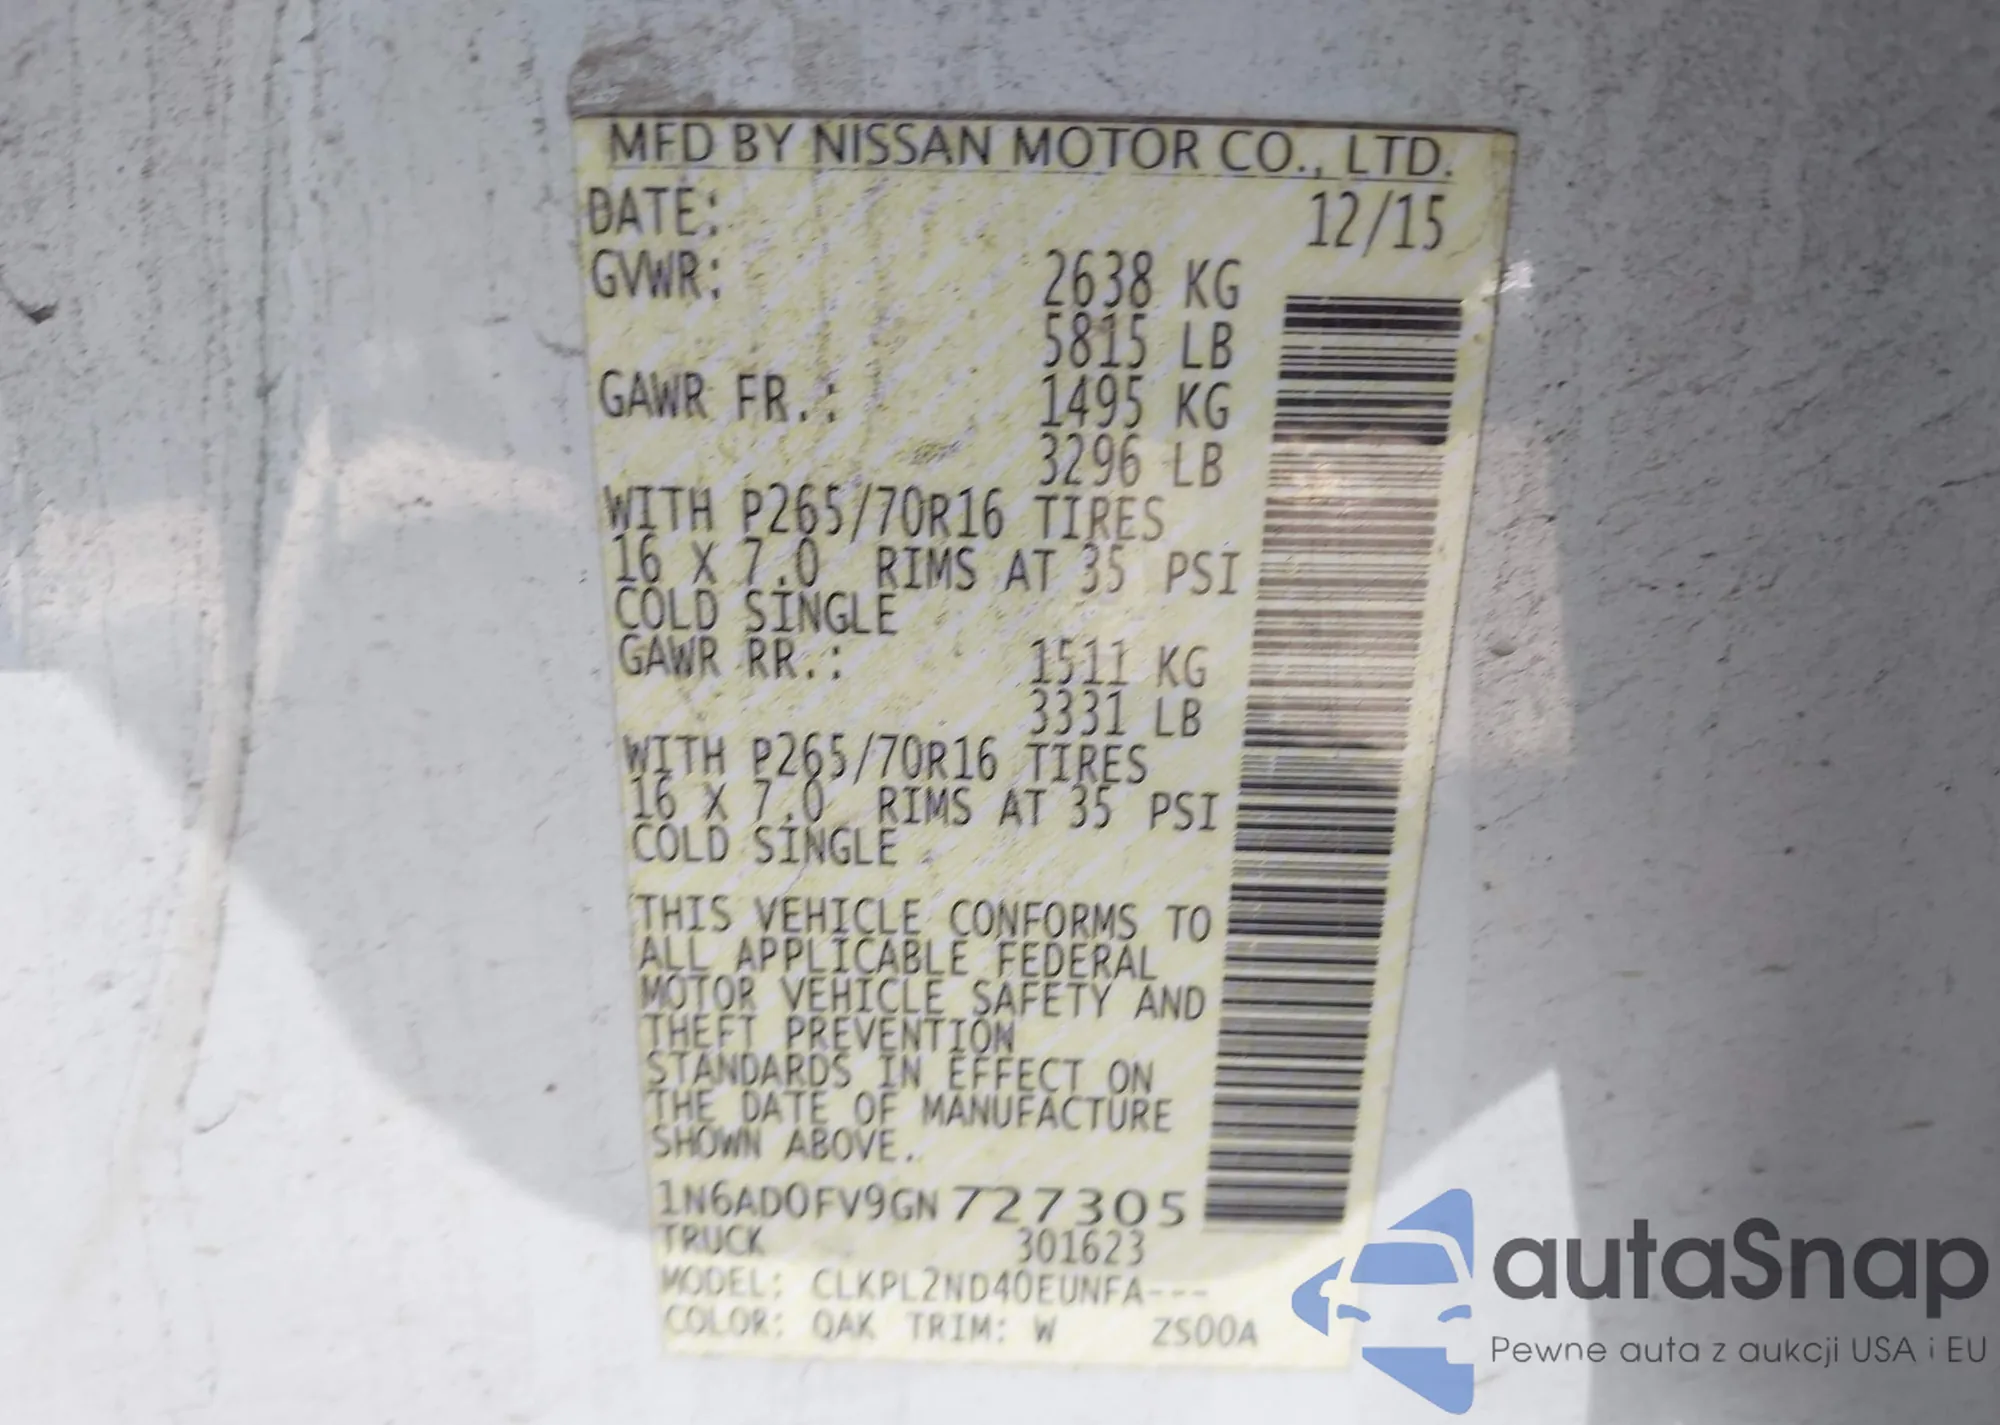 MFD BY NISSAN MOTOR CO., LTD.
DATE: 12/15
GVWR: 2638 KG
5815 LB
GAWR FR.: 1495 KG
3296 LB
WITH P265/70R16 TIRES
16 X 7.0 RIMS AT 35 PSI
COLD SINGLE
GAWR RR.: 1511 KG
3331 LB
WITH P265/70R16 TIRES
16 X 7.0 RIMS AT 35 PSI
COLD SINGLE
THIS VEHICLE CONFORMS TO
ALL APPLICABLE FEDERAL
MOTOR VEHICLE SAFETY AND
THEFT PREVENTION
STANDARDS IN EFFECT ON
THE DATE OF MANUFACTURE
SHOWN ABOVE.
1N6AD0FV9GN727305
TRUCK 301623
MODEL: CLKPL2ND40EUNFA---
COLOR: QAK TRIM: W ZS00A
autaSnap
Pewne auta z aukcji USA i EU